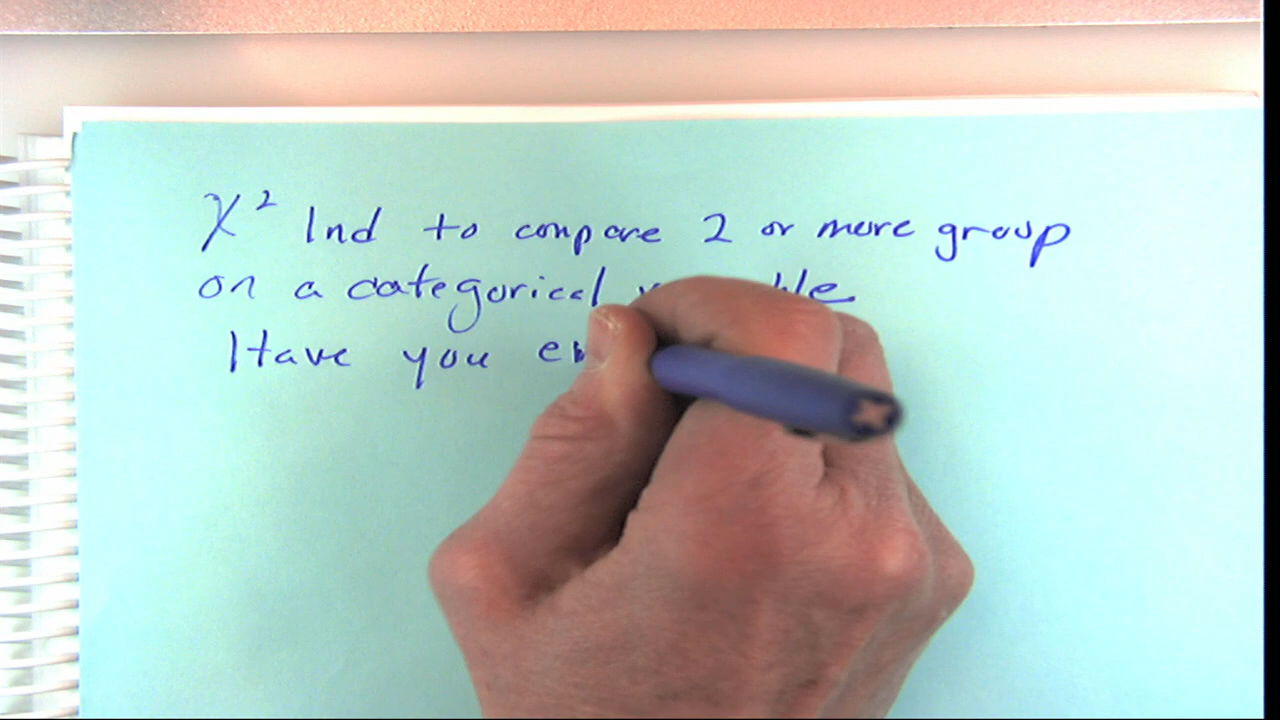 χ² Ind to compare 2 or more group
on a categorical
Have you